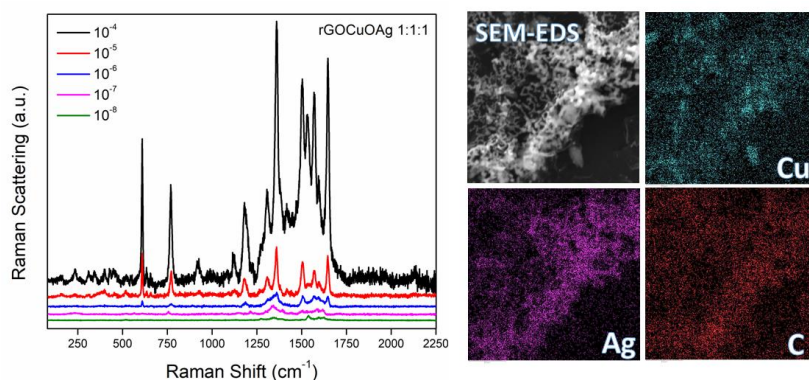 rGOCuOAg 1:1:1
10⁻⁴
10⁻⁵
10⁻⁶
10⁻⁷
10⁻⁸
Raman Scattering (a.u.)
250 500 750 1000 1250 1500 1750 2000 2250
Raman Shift (cm⁻¹)
SEM-EDS
Cu
Ag
C